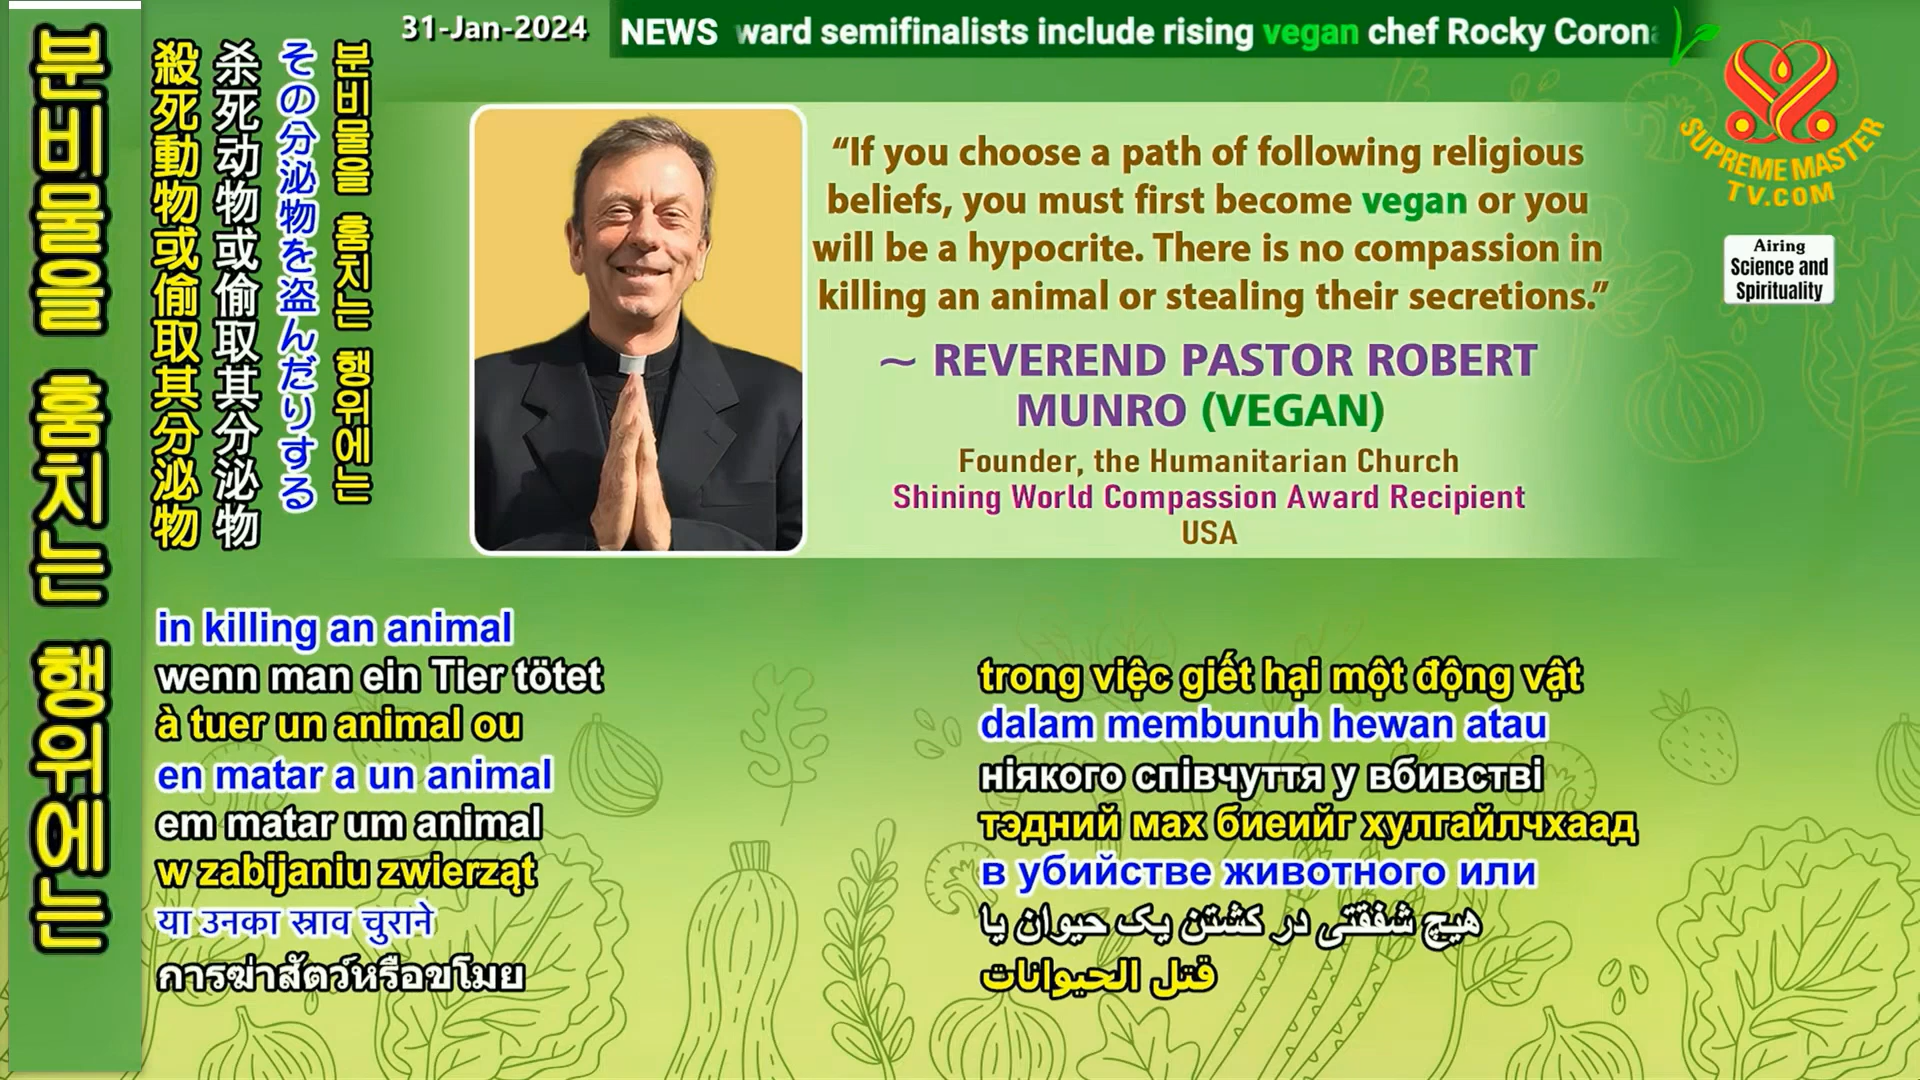 31-Jan-2024
NEWS ward semifinalists include rising vegan chef Rocky Corona
SUPREME MASTER
TV.COM
Airing
Science and
Spirituality
“If you choose a path of following religious
beliefs, you must first become vegan or you
will be a hypocrite. There is no compassion in
killing an animal or stealing their secretions.”
~ REVEREND PASTOR ROBERT
MUNRO (VEGAN)
Founder, the Humanitarian Church
Shining World Compassion Award Recipient
USA
분비물을 훔치는 행위에는
殺死動物或偷取其分泌物
杀死动物或偷取其分泌物
その分泌物を盗んだりする
분비물을 훔치는 행위에는
in killing an animal
wenn man ein Tier tötet
à tuer un animal ou
en matar a un animal
em matar um animal
w zabijaniu zwierząt
या उनका स्राव चुराने
การฆ่าสัตว์หรือขโมย
trong việc giết hại một động vật
dalam membunuh hewan atau
ніякого співчуття у вбивстві
тэдний мах биеийг хулгайлчхаад
в убийстве животного или
هیچ شفقتی در کشتن یک حیوان یا
قتل الحيوانات